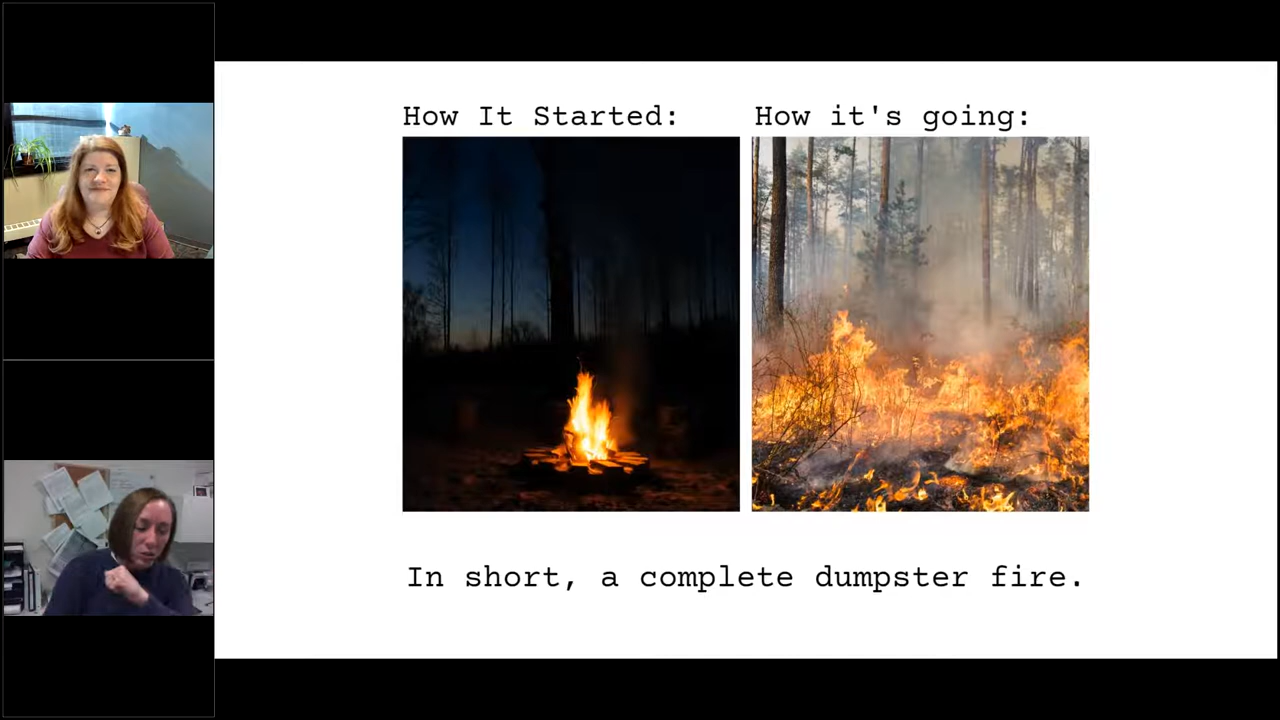 How It Started:
How it's going:
In short, a complete dumpster fire.